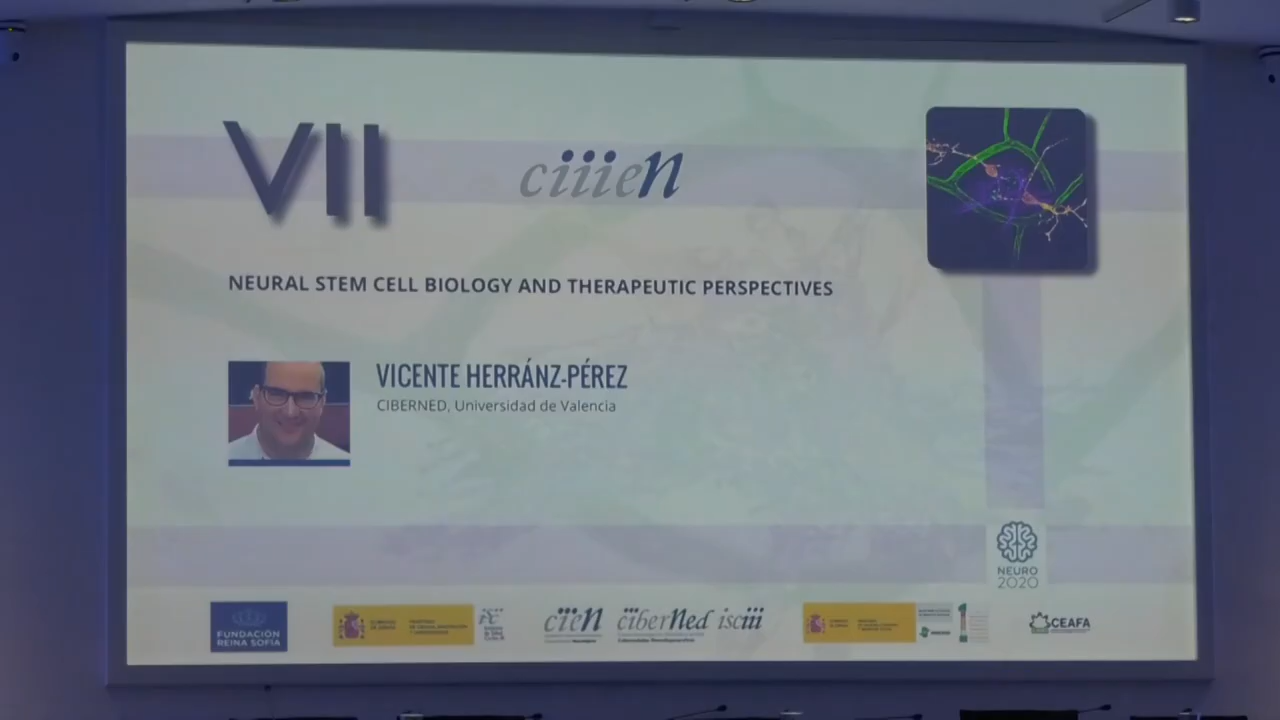 VII
ciiien
NEURAL STEM CELL BIOLOGY AND THERAPEUTIC PERSPECTIVES
VICENTE HERRÁNZ-PÉREZ
CIBERNED, Universidad de Valencia
NEURO
2020
FUNDACIÓN
REINA SOFÍA
cien
ciberned
isciii
CEAFA